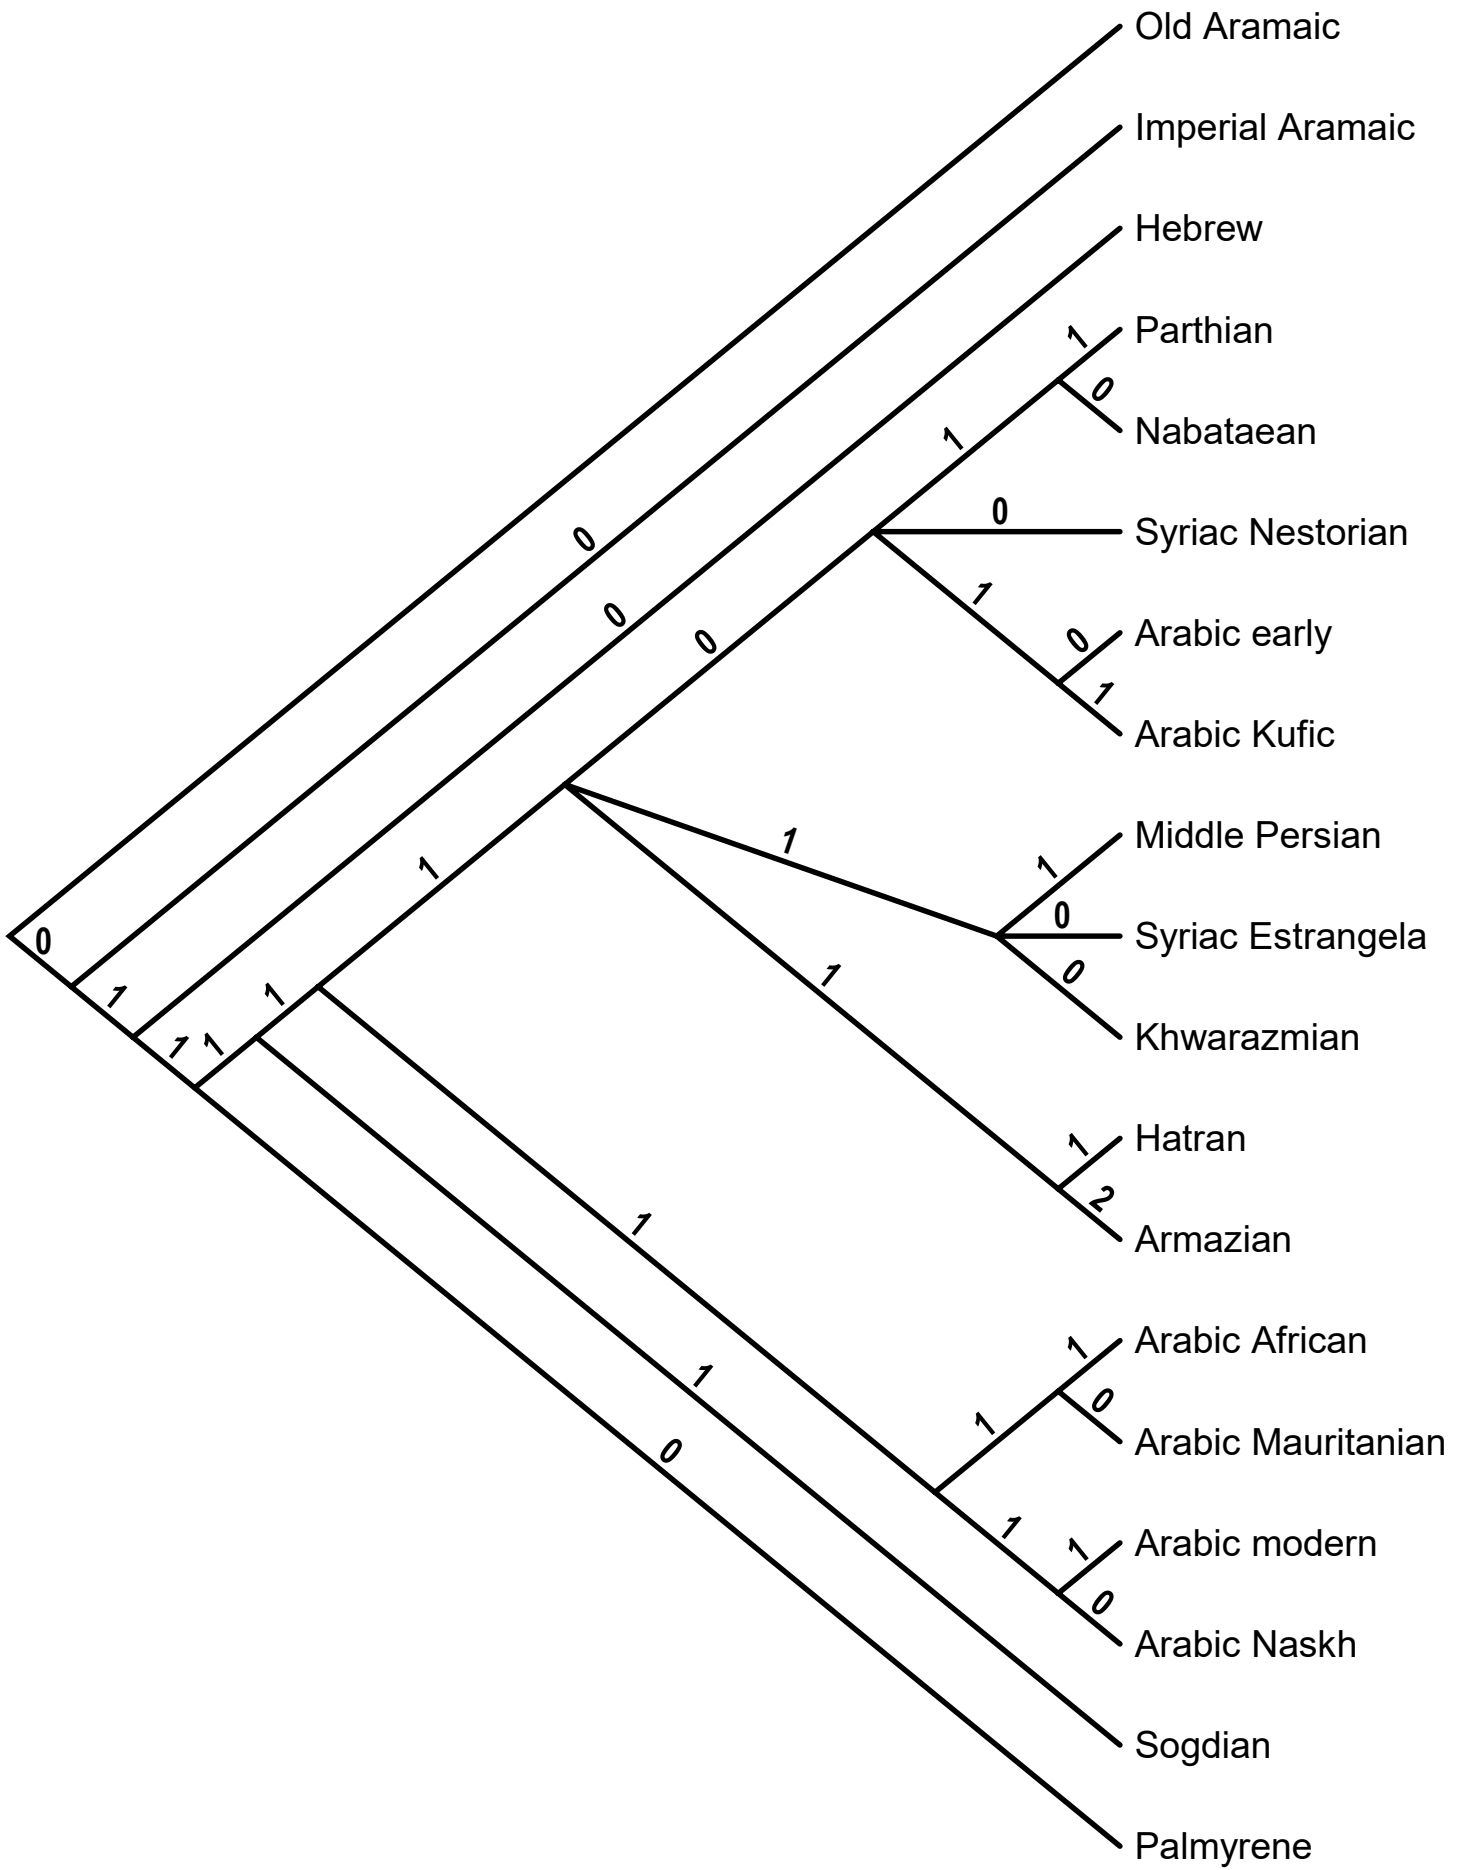 Old Aramaic
Imperial Aramaic
Hebrew
1
Parthian
0
1
Nabataean
0
Syriac Nestorian
0
1
0
0
0
Arabic early
1
Arabic Kufic
1
Middle Persian
1
1
0
Syriac Estrangela
0
1
0
1
1
1
Khwarazmian
1
1
1
Hatran
2
1
Armazian
1
Arabic African
1
0
1
Arabic Mauritanian
0
1
1
Arabic modern
0
Arabic Naskh
Sogdian
Palmyrene